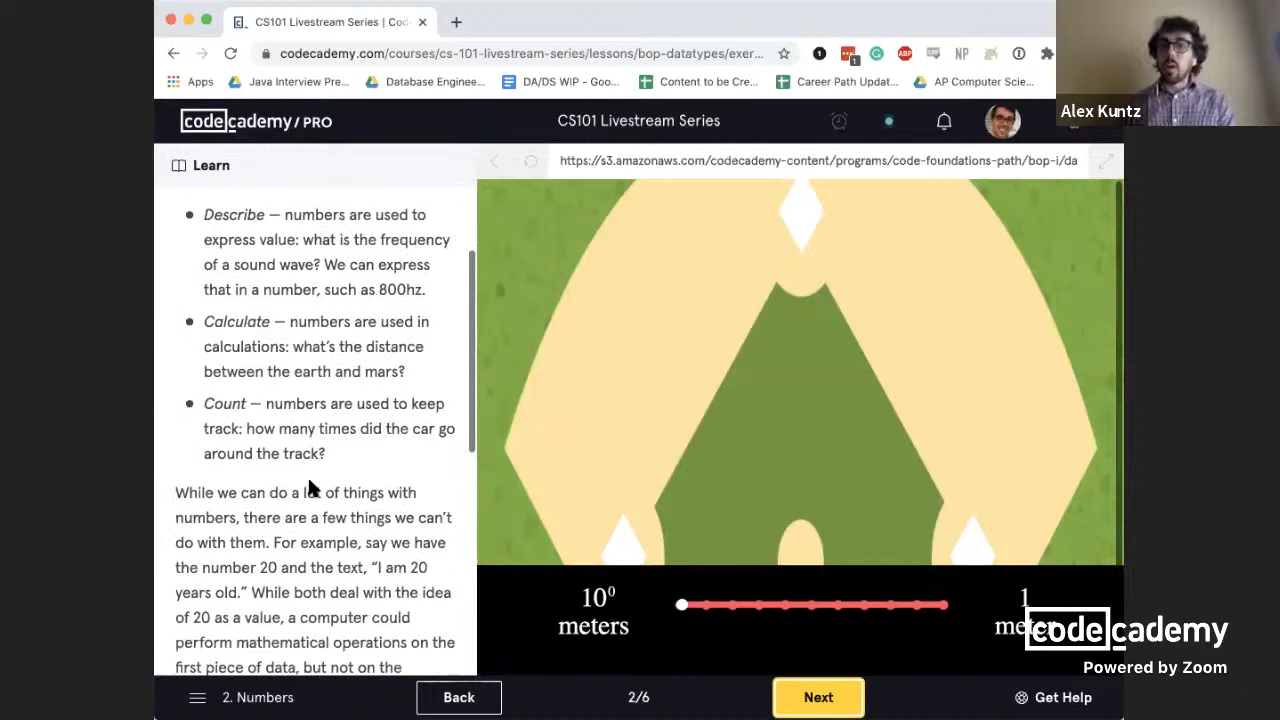 CS101 Livestream Series | Cod
codecademy.com/courses/cs-101-livestream-series/lessons/bop-datatypes/exer...
Apps
Java Interview Pre...
Database Enginee...
DA/DS WIP - Goo...
Content to be Cre...
Career Path Updat...
AP Computer Scie...
Alex Kuntz
codecademy / PRO
CS101 Livestream Series
Learn
https://s3.amazonaws.com/codecademy-content/programs/code-foundations-path/bop-i/da
Describe — numbers are used to
express value: what is the frequency
of a sound wave? We can express
that in a number, such as 800hz.
Calculate — numbers are used in
calculations: what's the distance
between the earth and mars?
Count — numbers are used to keep
track: how many times did the car go
around the track?
While we can do a lot of things with
numbers, there are a few things we can't
do with them. For example, say we have
the number 20 and the text, "I am 20
years old." While both deal with the idea
of 20 as a value, a computer could
perform mathematical operations on the
first piece of data, but not on the
10⁰
meters
1
meter
codecademy
Powered by Zoom
2. Numbers
Back
2/6
Next
Get Help
ABP
NP
1
1